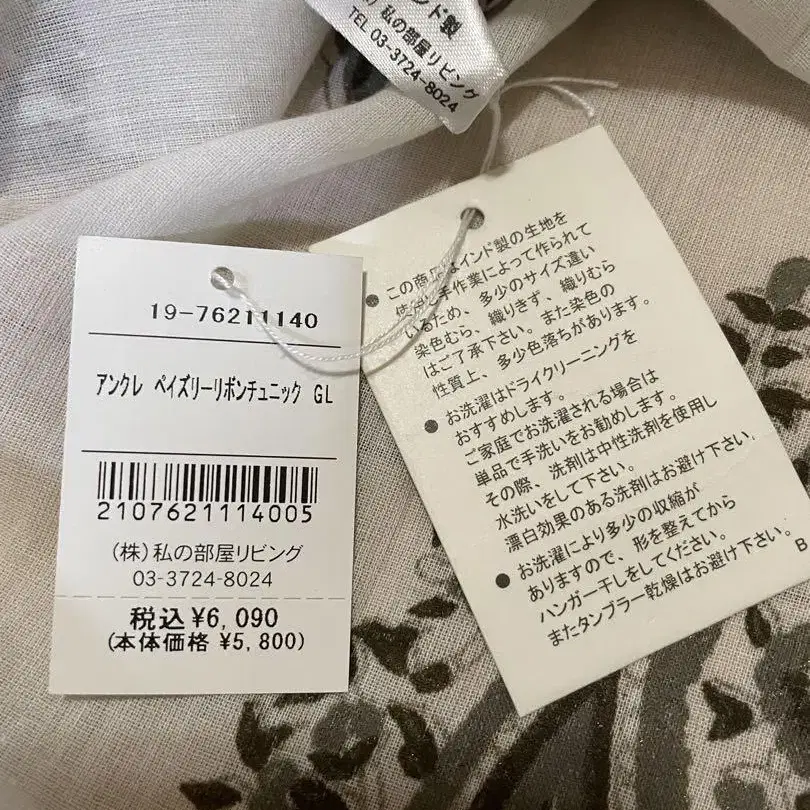 ンド製
(株)私の部屋リビング
TEL 03-3724-8024
19-76211140
アンクレ ペイズリーリボンチュニック GL
2107621114005
(株)私の部屋リビング
03-3724-8024
税込¥6,090
(本体価格 ¥5,800)
● この商品はインド製の生地を
使用し手作業によって作られて
いるため、多少のサイズ違い
染色むら、織りきず、織りむら
はご了承下さい。また染色の
性質上、多少色落ちがあります。
● お洗濯はドライクリーニングを
おすすめします。
ご家庭でお洗濯される場合は
単品で手洗いをお勧めします。
その際、洗剤は中性洗剤を使用し
水洗いをして下さい。
漂白効果のある洗剤はお避け下さい。
● お洗濯により多少の収縮が
ありますので、形を整えてから
ハンガー干しをしてください。
またタンブラー乾燥はお避け下さい。
B